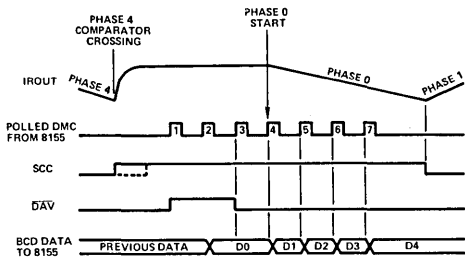 PHASE 4
COMPARATOR
CROSSING
PHASE 0
START
IROUT
PHASE 4
PHASE 0
PHASE 1
POLLED DMC
FROM 8155
1 2 3 4 5 6 7
SCC
DAV
BCD DATA
TO 8155
PREVIOUS DATA D0 D1 D2 D3 D4